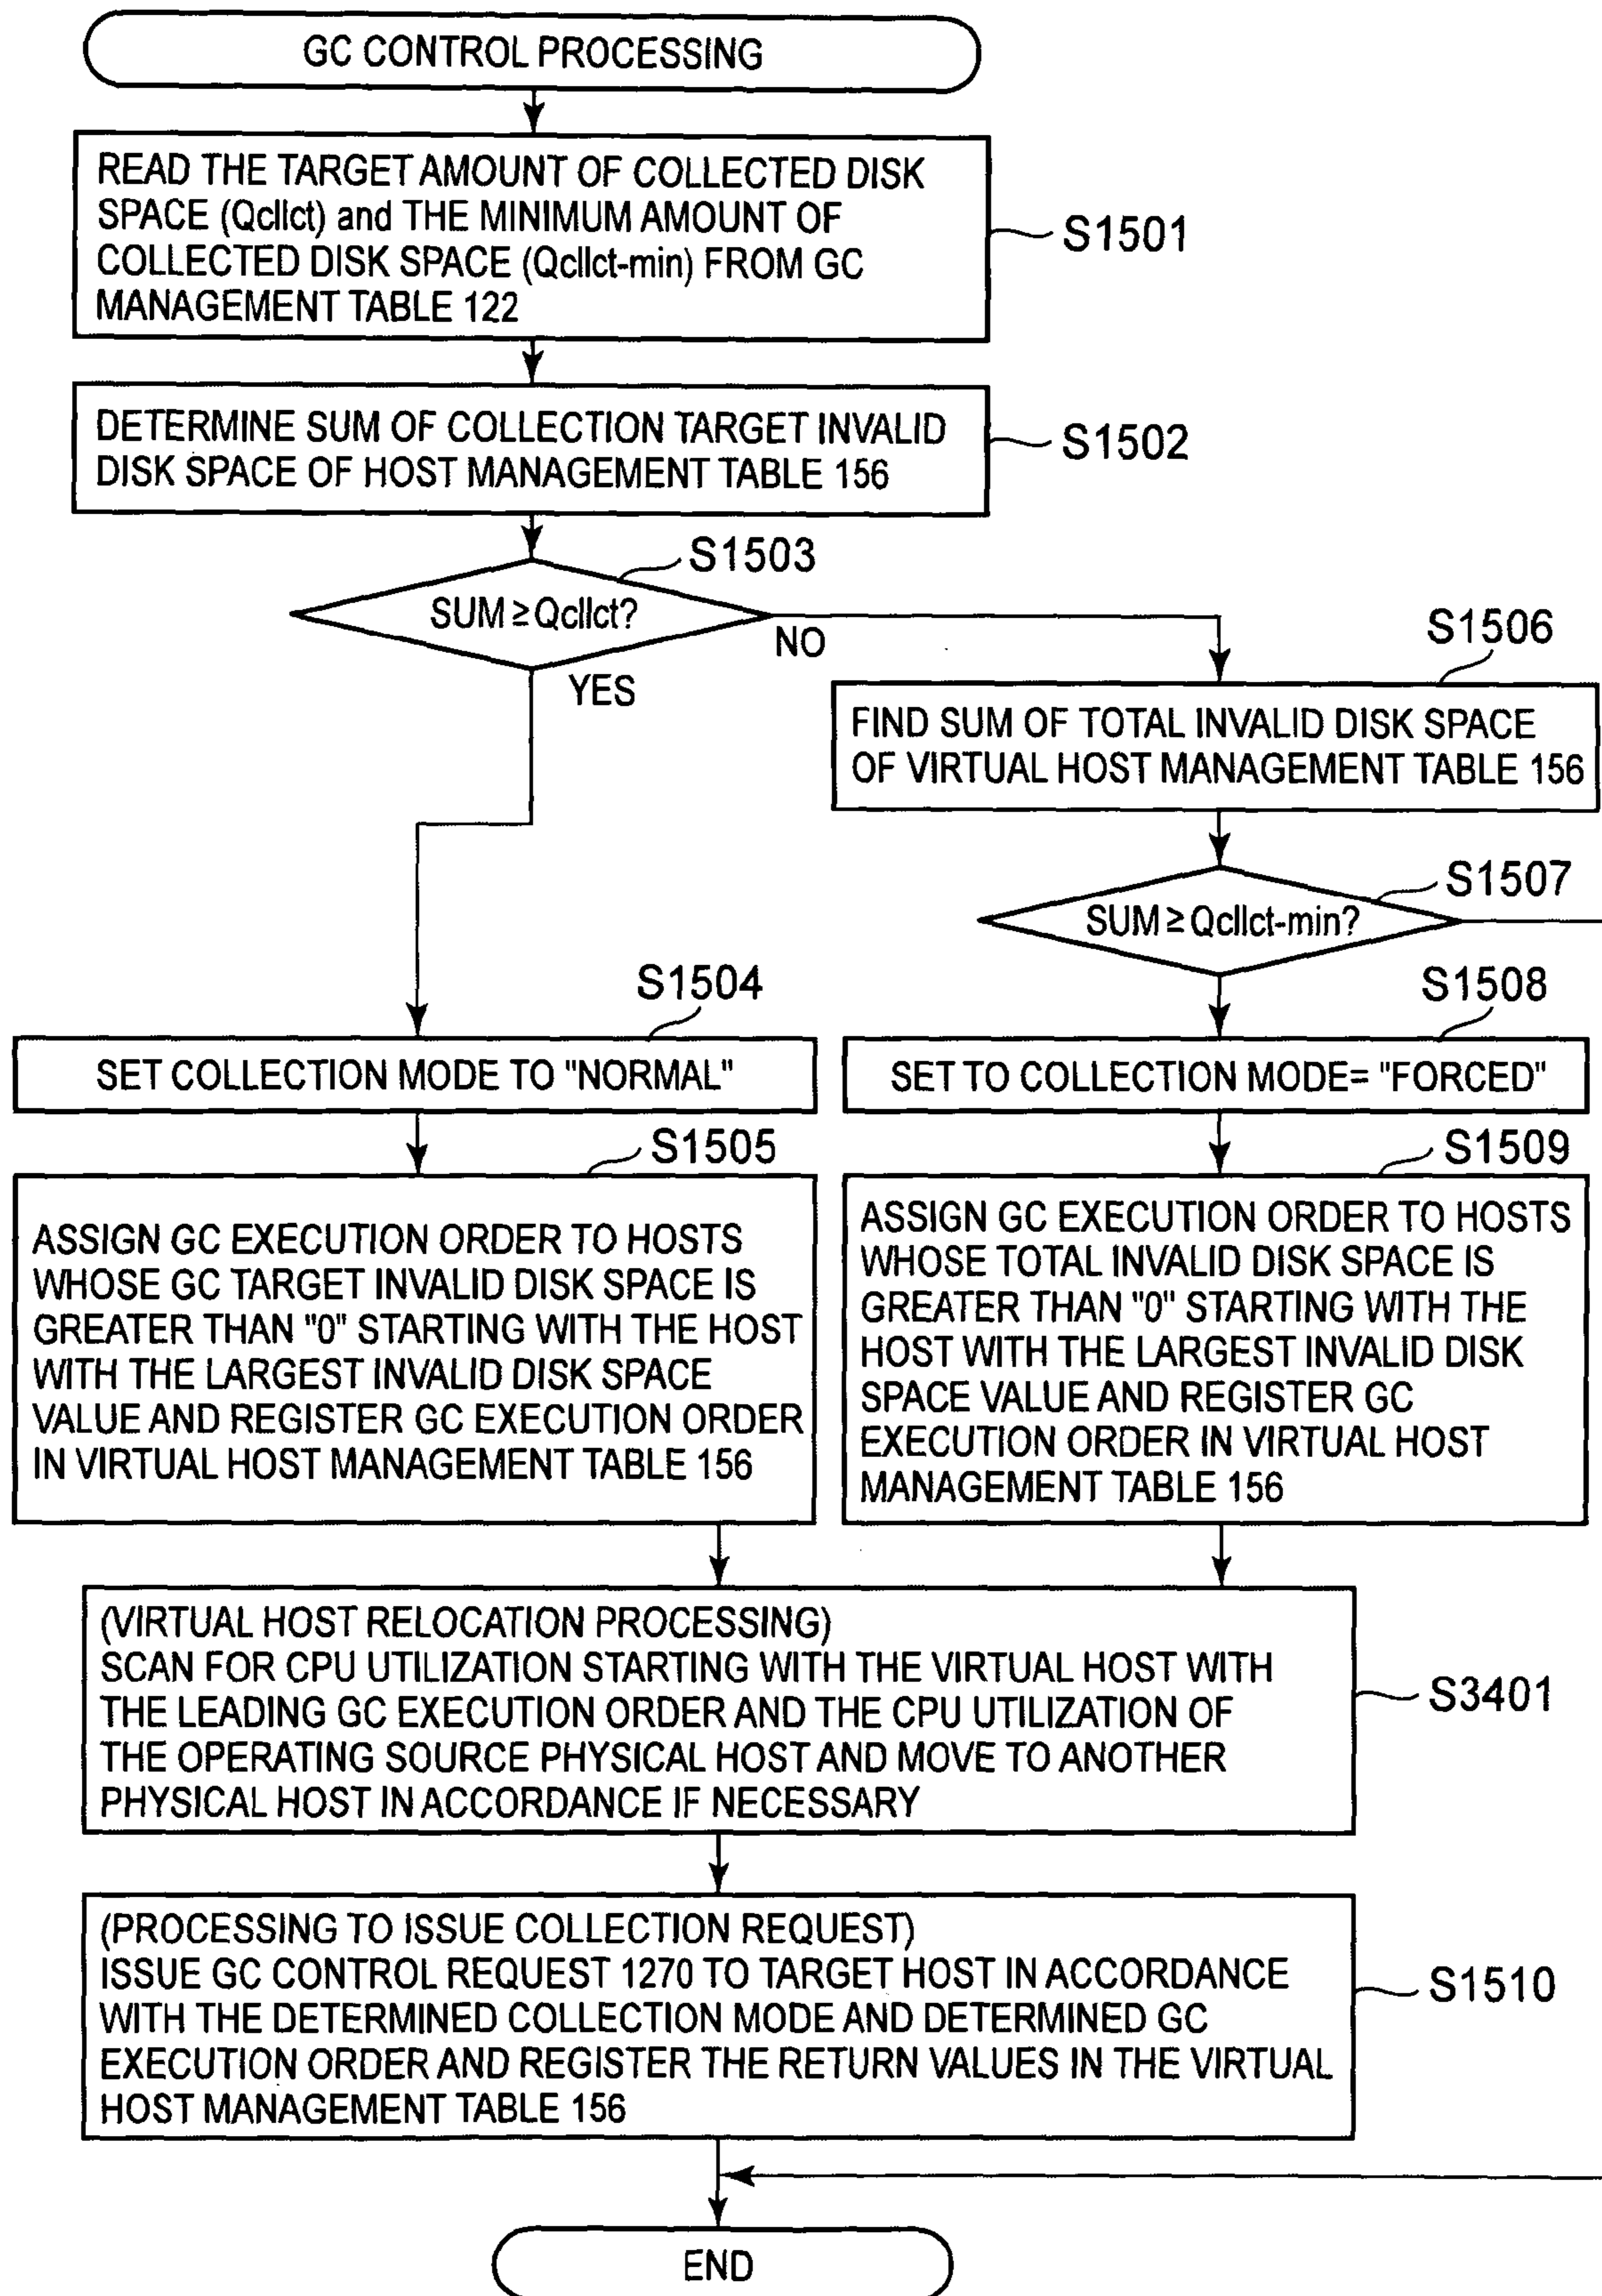 GC CONTROL PROCESSING
READ THE TARGET AMOUNT OF COLLECTED DISK
SPACE (Qcllct) and THE MINIMUM AMOUNT OF
COLLECTED DISK SPACE (Qcllct-min) FROM GC
MANAGEMENT TABLE 122
S1501
DETERMINE SUM OF COLLECTION TARGET INVALID
DISK SPACE OF HOST MANAGEMENT TABLE 156
S1502
S1503
SUM ≥ Qcllct?
NO
YES
S1506
FIND SUM OF TOTAL INVALID DISK SPACE
OF VIRTUAL HOST MANAGEMENT TABLE 156
S1507
SUM ≥ Qcllct-min?
S1504
SET COLLECTION MODE TO "NORMAL"
S1508
SET TO COLLECTION MODE= "FORCED"
S1505
ASSIGN GC EXECUTION ORDER TO HOSTS
WHOSE GC TARGET INVALID DISK SPACE IS
GREATER THAN "0" STARTING WITH THE HOST
WITH THE LARGEST INVALID DISK SPACE
VALUE AND REGISTER GC EXECUTION ORDER
IN VIRTUAL HOST MANAGEMENT TABLE 156
S1509
ASSIGN GC EXECUTION ORDER TO HOSTS
WHOSE TOTAL INVALID DISK SPACE IS
GREATER THAN "0" STARTING WITH THE
HOST WITH THE LARGEST INVALID DISK
SPACE VALUE AND REGISTER GC
EXECUTION ORDER IN VIRTUAL HOST
MANAGEMENT TABLE 156
(VIRTUAL HOST RELOCATION PROCESSING)
SCAN FOR CPU UTILIZATION STARTING WITH THE VIRTUAL HOST WITH
THE LEADING GC EXECUTION ORDER AND THE CPU UTILIZATION OF
THE OPERATING SOURCE PHYSICAL HOST AND MOVE TO ANOTHER
PHYSICAL HOST IN ACCORDANCE IF NECESSARY
S3401
(PROCESSING TO ISSUE COLLECTION REQUEST)
ISSUE GC CONTROL REQUEST 1270 TO TARGET HOST IN ACCORDANCE
WITH THE DETERMINED COLLECTION MODE AND DETERMINED GC
EXECUTION ORDER AND REGISTER THE RETURN VALUES IN THE VIRTUAL
HOST MANAGEMENT TABLE 156
S1510
END